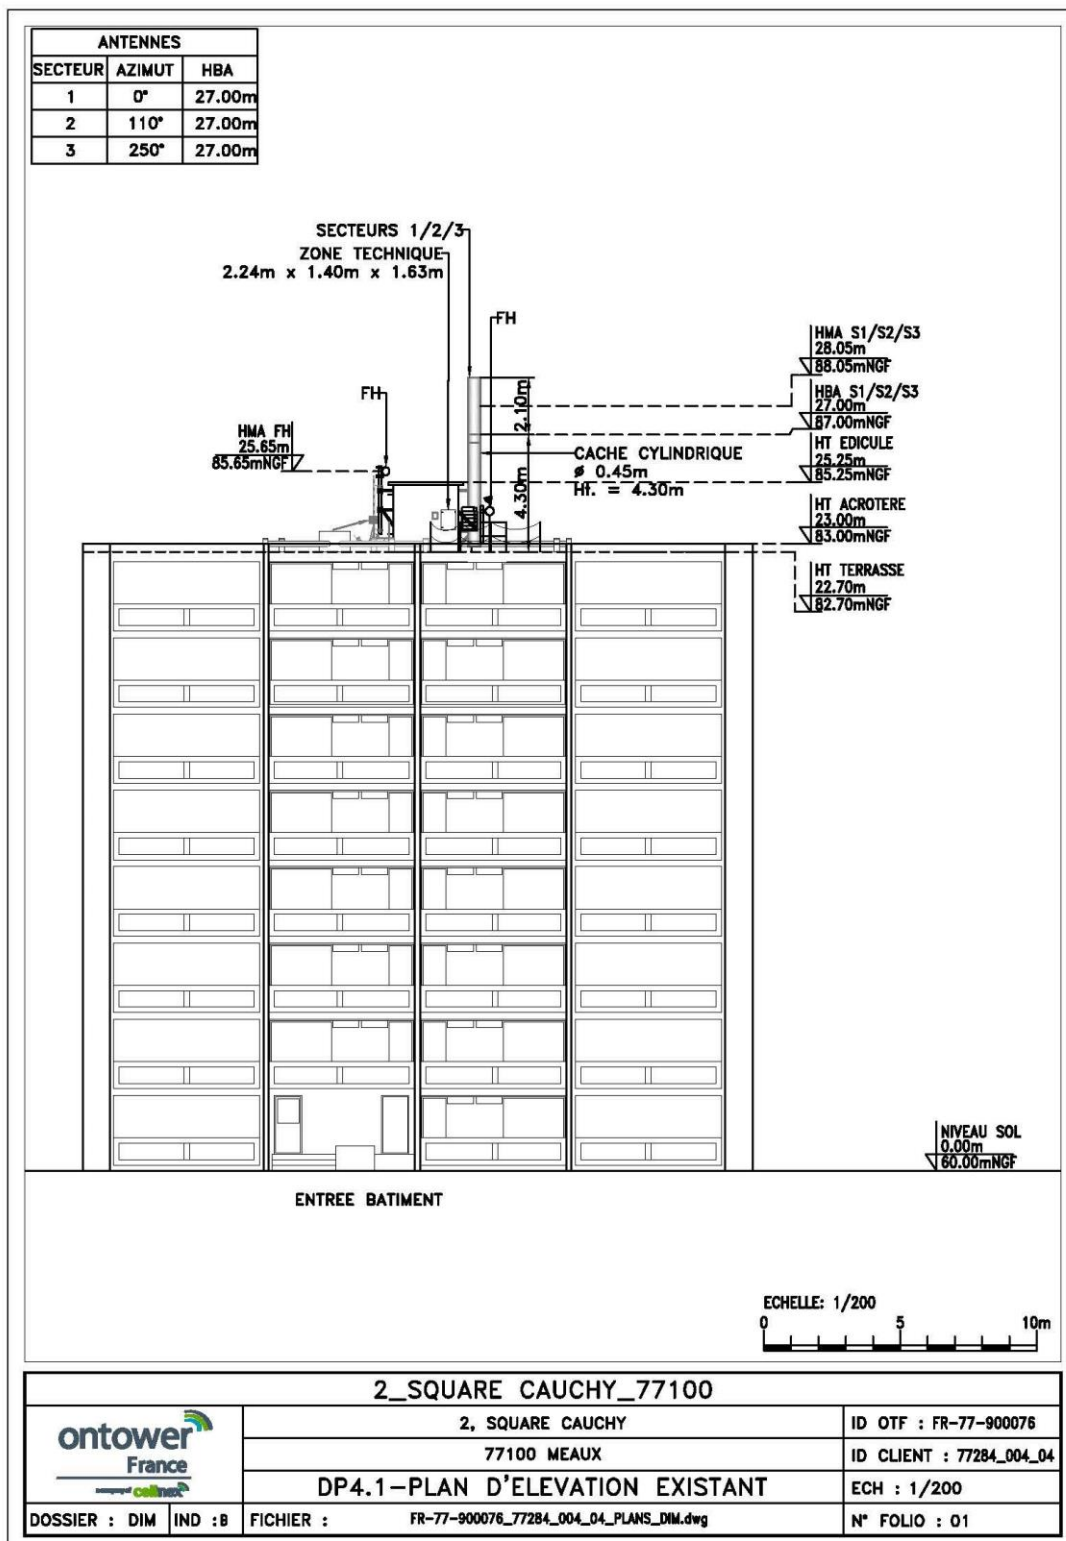 ANTENNES
SECTEUR AZIMUT HBA
1 0° 27.00m
2 110° 27.00m
3 250° 27.00m
SECTEURS 1/2/3
ZONE TECHNIQUE
2.24m x 1.40m x 1.63m
FH
FH
HMA FH
25.65m
85.65mNGF
2.10m
4.30m
CACHE CYLINDRIQUE
ø 0.45m
Ht. = 4.30m
HMA S1/S2/S3
28.05m
88.05mNGF
HBA S1/S2/S3
27.00m
87.00mNGF
HT EDICULE
25.25m
85.25mNGF
HT ACROTERE
23.00m
83.00mNGF
HT TERRASSE
22.70m
82.70mNGF
NIVEAU SOL
0.00m
60.00mNGF
ENTREE BATIMENT
ECHELLE: 1/200
0 5 10m
2_SQUARE CAUCHY_77100
ontower
France
cellnex
2, SQUARE CAUCHY
77100 MEAUX
DP4.1-PLAN D'ELEVATION EXISTANT
ID OTF : FR-77-900076
ID CLIENT : 77284_004_04
ECH : 1/200
DOSSIER : DIM IND :B FICHIER : FR-77-900076_77284_004_04_PLANS_DIM.dwg N° FOLIO : 01